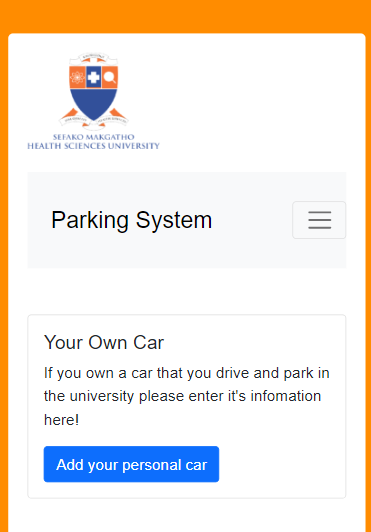 SEFAKO MAKGATHO
HEALTH SCIENCES UNIVERSITY
Parking System
Your Own Car
If you own a car that you drive and park in
the university please enter it's infomation
here!
Add your personal car